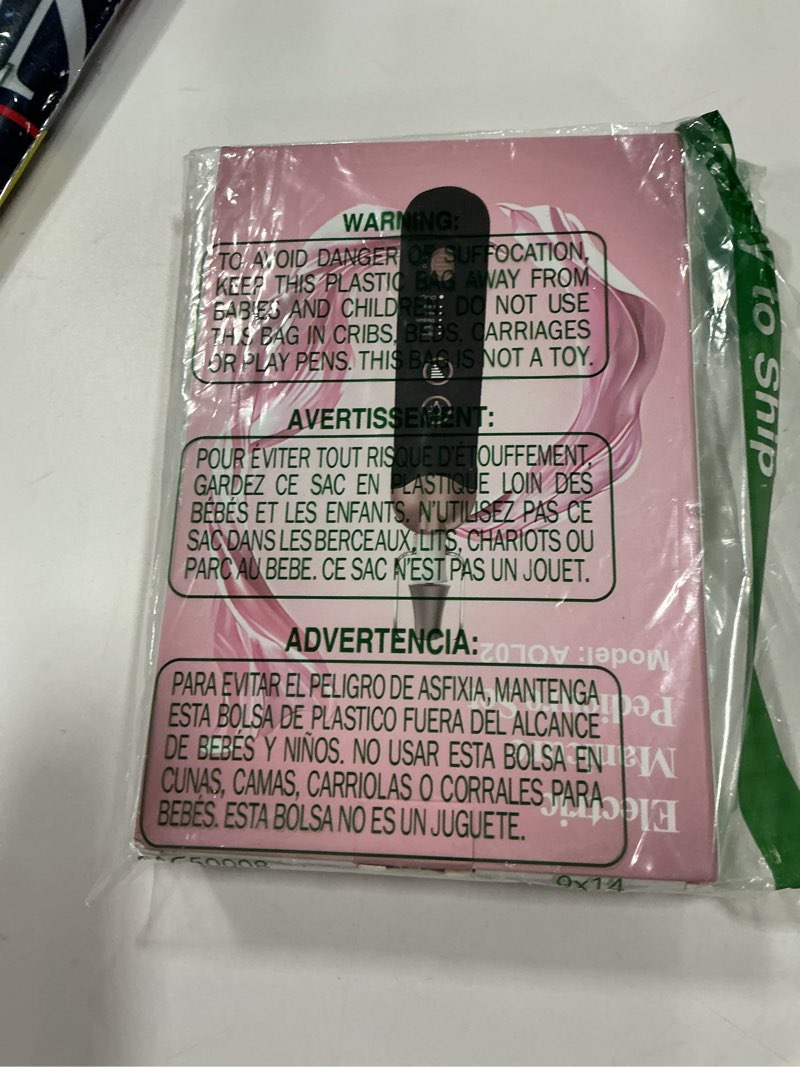 WARNING:
TO AVOID DANGER OF SUFFOCATION,
KEEP THIS PLASTIC BAG AWAY FROM
BABIES AND CHILDREN. DO NOT USE
THIS BAG IN CRIBS, BEDS, CARRIAGES
OR PLAY PENS. THIS BAG IS NOT A TOY.
AVERTISSEMENT:
POUR ÉVITER TOUT RISQUE D'ÉTOUFFEMENT,
GARDEZ CE SAC EN PLASTIQUE LOIN DES
BÉBÉS ET LES ENFANTS. N'UTILISEZ PAS CE
SAC DANS LES BERCEAUX, LITS, CHARIOTS OU
PARC AU BEBE. CE SAC N'EST PAS UN JOUET.
ADVERTENCIA:
PARA EVITAR EL PELIGRO DE ASFIXIA, MANTENGA
ESTA BOLSA DE PLASTICO FUERA DEL ALCANCE
DE BEBÉS Y NIÑOS. NO USAR ESTA BOLSA EN
CUNAS, CAMAS, CARRIOLAS O CORRALES PARA
BEBÉS. ESTA BOLSA NO ES UN JUGUETE.
9x14
to Ship
Electric
Manicure
Pedicure Set
Model: AOL02